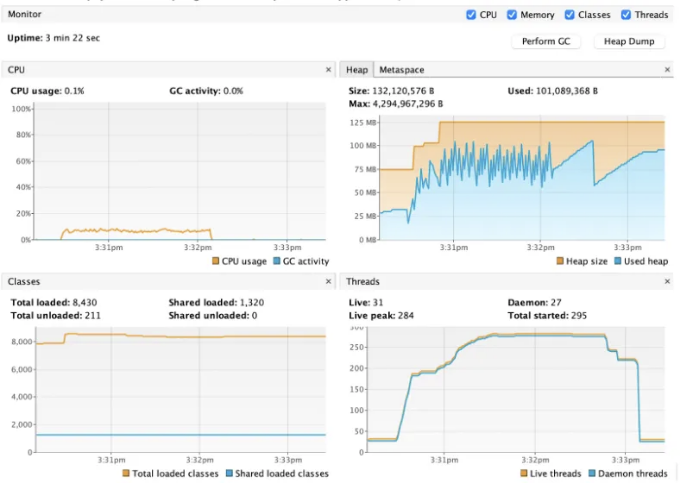 Monitor
CPU Memory Classes Threads
Uptime: 3 min 22 sec
Perform GC Heap Dump
CPU ×
CPU usage: 0.1% GC activity: 0.0%
100%
80%
60%
40%
20%
0%
3:31pm 3:32pm 3:33pm
CPU usage GC activity
Heap Metaspace ×
Size: 132,120,576 B Used: 101,089,368 B
Max: 4,294,967,296 B
125 MB
100 MB
75 MB
50 MB
25 MB
0 MB
3:31pm 3:32pm 3:33pm
Heap size Used heap
Classes ×
Total loaded: 8,430 Shared loaded: 1,320
Total unloaded: 211 Shared unloaded: 0
8,000
6,000
4,000
2,000
0
3:31pm 3:32pm 3:33pm
Total loaded classes Shared loaded classes
Threads ×
Live: 31 Daemon: 27
Live peak: 284 Total started: 295
300
250
200
150
100
50
0
3:31pm 3:32pm 3:33pm
Live threads Daemon threads